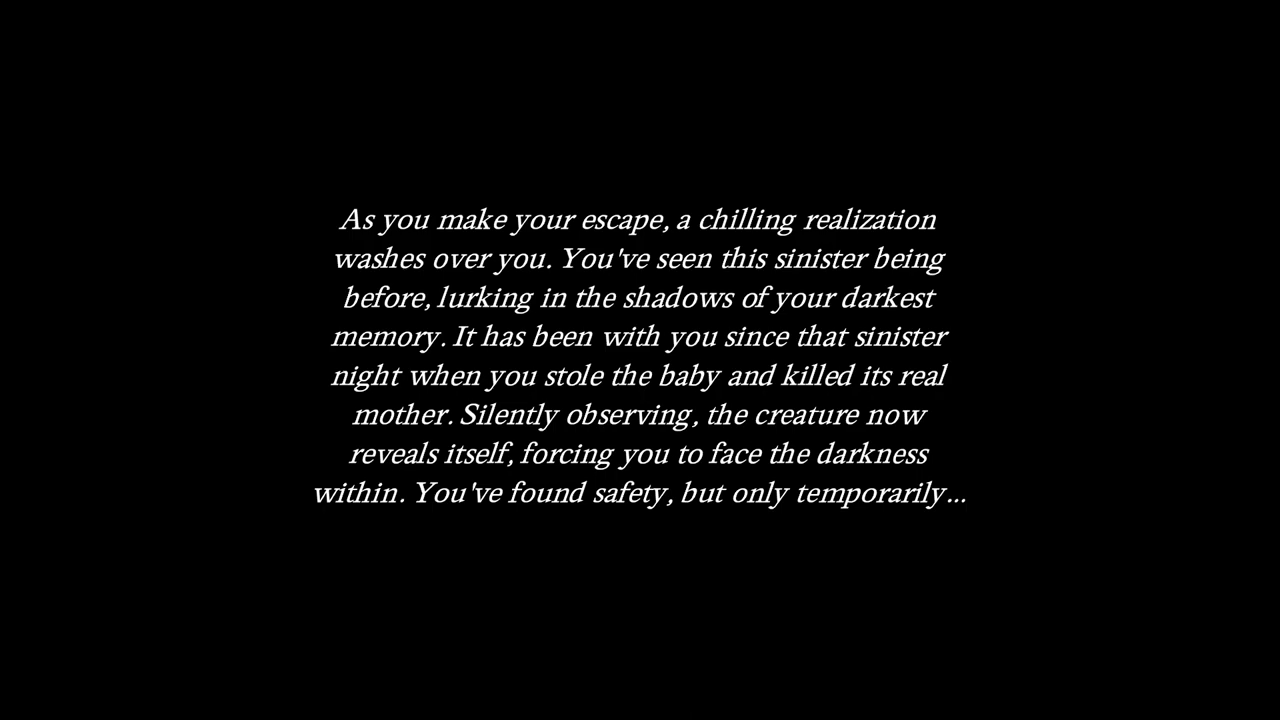 As you make your escape, a chilling realization
washes over you. You've seen this sinister being
before, lurking in the shadows of your darkest
memory. It has been with you since that sinister
night when you stole the baby and killed its real
mother. Silently observing, the creature now
reveals itself, forcing you to face the darkness
within. You've found safety, but only temporarily...